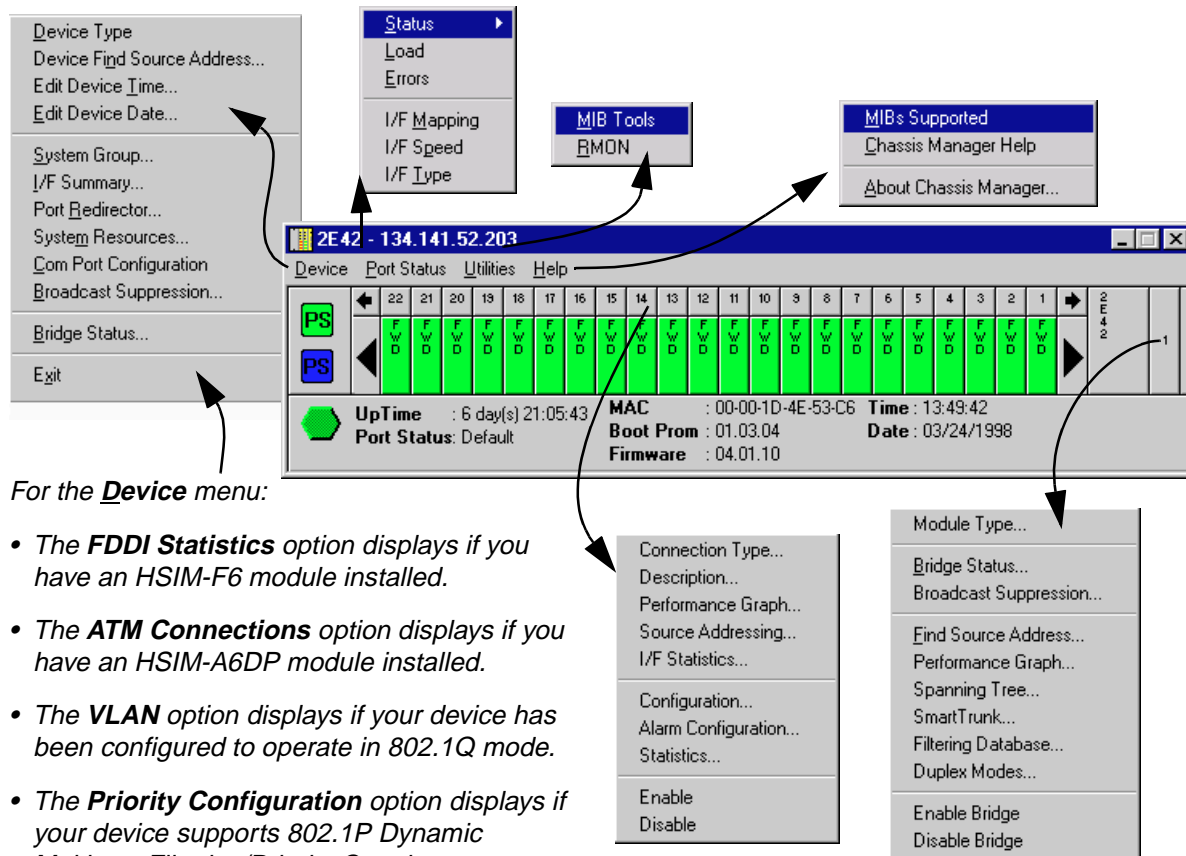 Device Type
Device Find Source Address...
Edit Device Time...
Edit Device Date...
System Group...
I/F Summary...
Port Redirector...
System Resources...
Com Port Configuration
Broadcast Suppression...
Bridge Status...
Exit
Status
Load
Errors
I/F Mapping
I/F Speed
I/F Type
MIB Tools
RMON
MIBs Supported
Chassis Manager Help
About Chassis Manager...
2E42 - 134.141.52.203
Device Port Status Utilities Help
22 21 20 19 18 17 16 15 14 13 12 11 10 9 8 7 6 5 4 3 2 1
PS
PS
FWD FWD FWD FWD FWD FWD FWD FWD FWD FWD FWD FWD FWD FWD FWD FWD FWD FWD FWD FWD FWD FWD
2E42
1
UpTime : 6 day(s) 21:05:43 MAC : 00-00-1D-4E-53-C6 Time : 13:49:42
Port Status: Default Boot Prom : 01.03.04 Date : 03/24/1998
Firmware : 04.01.10
For the Device menu:
• The FDDI Statistics option displays if you
have an HSIM-F6 module installed.
• The ATM Connections option displays if you
have an HSIM-A6DP module installed.
• The VLAN option displays if your device has
been configured to operate in 802.1Q mode.
• The Priority Configuration option displays if
your device supports 802.1P Dynamic
Connection Type...
Description...
Performance Graph...
Source Addressing...
I/F Statistics...
Configuration...
Alarm Configuration...
Statistics...
Enable
Disable
Module Type...
Bridge Status...
Broadcast Suppression...
Find Source Address...
Performance Graph...
Spanning Tree...
SmartTrunk...
Filtering Database...
Duplex Modes...
Enable Bridge
Disable Bridge